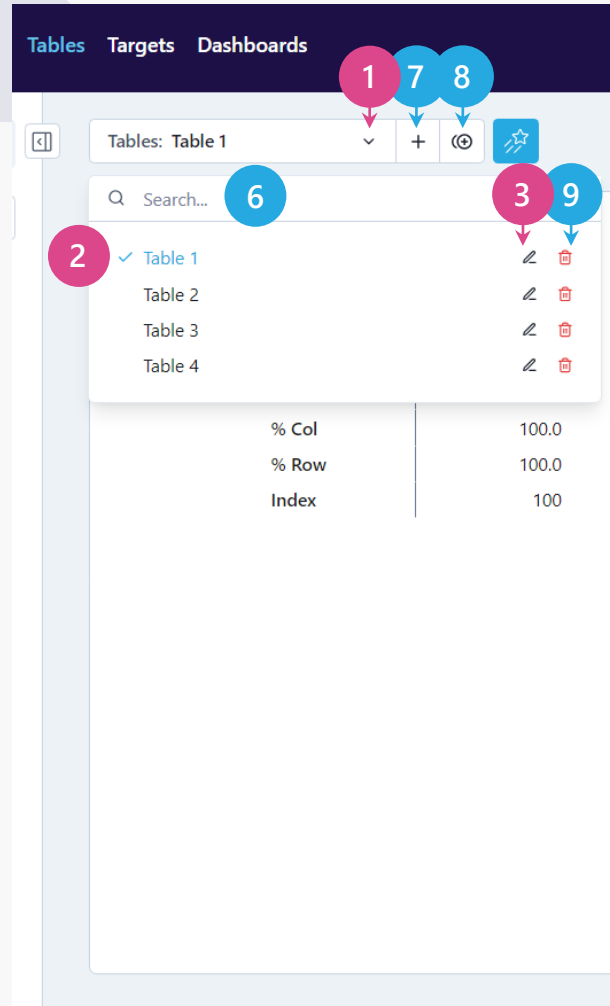 Tables Targets Dashboards
1 7 8
Tables: Table 1
Search... 6 3 9
2 Table 1
Table 2
Table 3
Table 4
% Col 100.0
% Row 100.0
Index 100